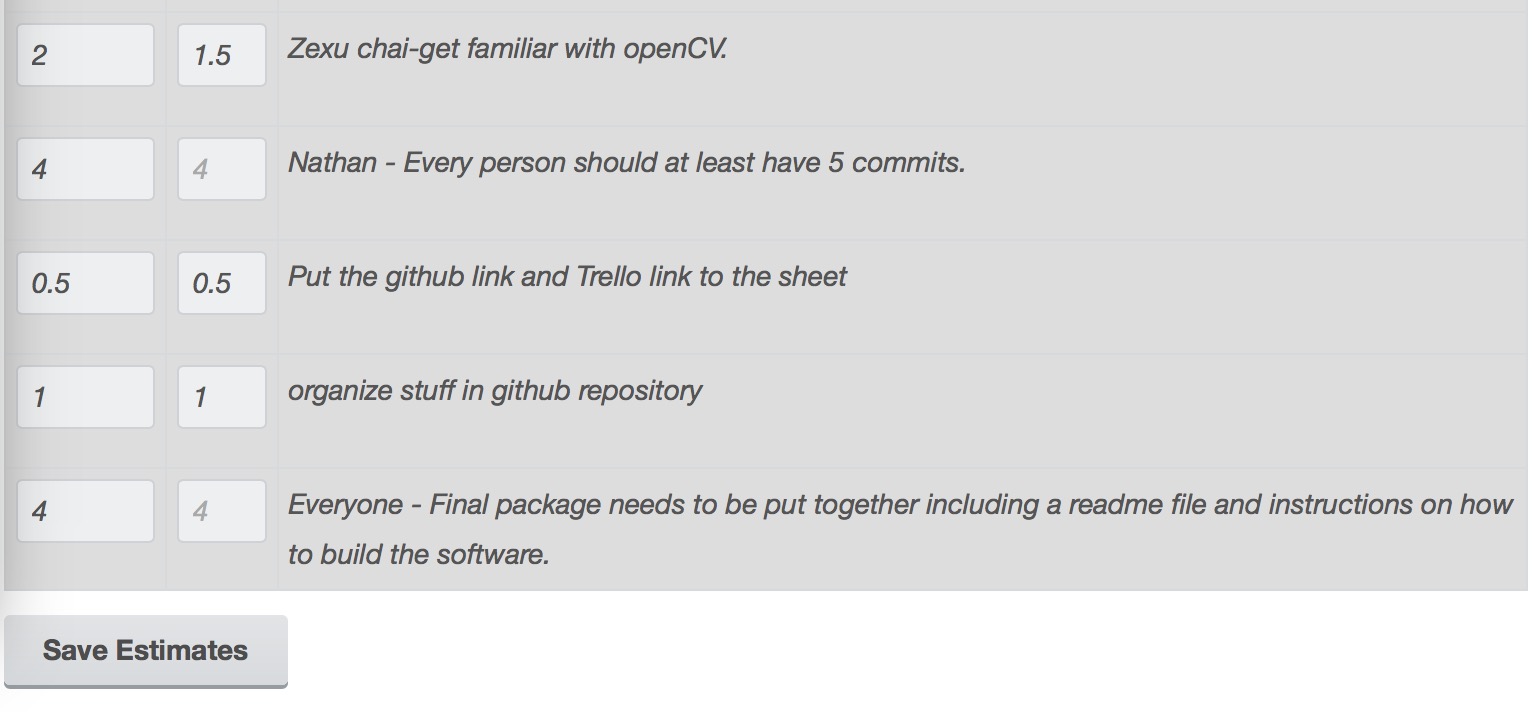 2 1.5 Zexu chai-get familiar with openCV.
4 4 Nathan - Every person should at least have 5 commits.
0.5 0.5 Put the github link and Trello link to the sheet
1 1 organize stuff in github repository
4 4 Everyone - Final package needs to be put together including a readme file and instructions on how
to build the software.
Save Estimates